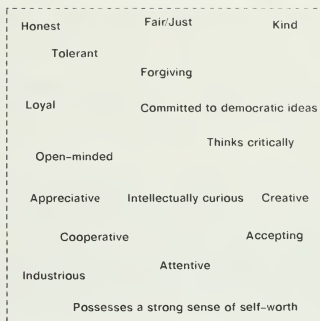 Honest Fair/Just Kind
Tolerant
Forgiving
Loyal Committed to democratic ideas
Thinks critically
Open-minded
Appreciative Intellectually curious Creative
Cooperative Accepting
Attentive
Industrious
Possesses a strong sense of self-worth